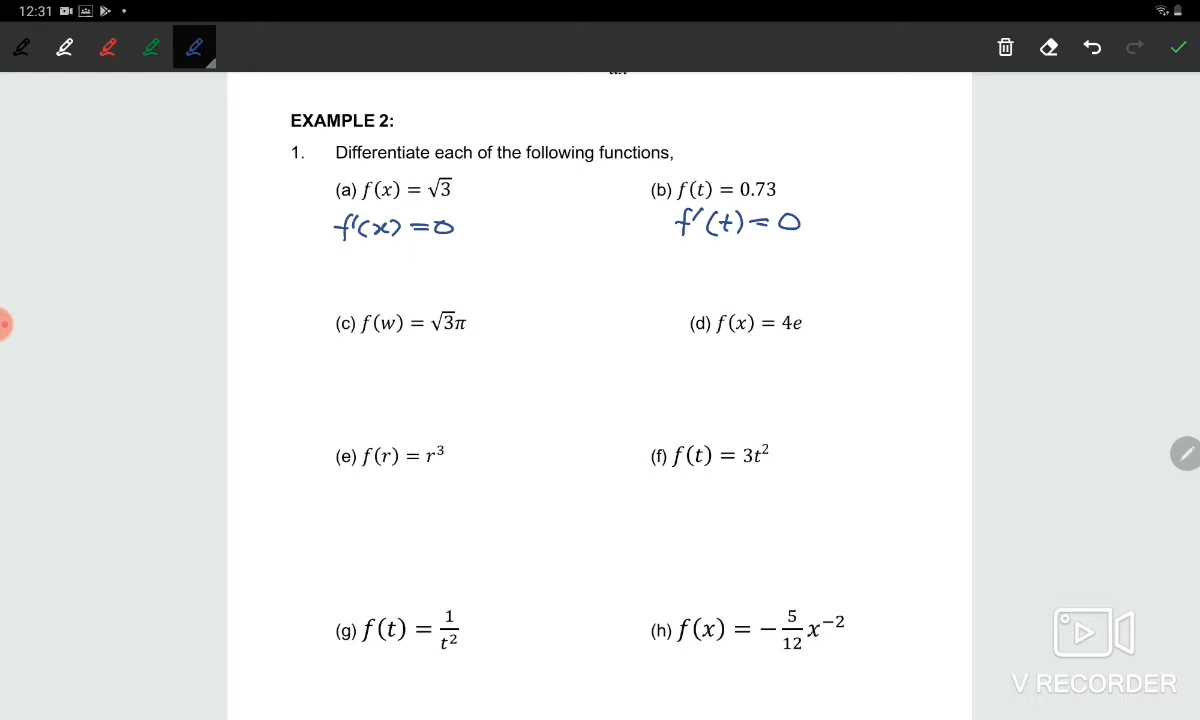 12:31
EXAMPLE 2:
1. Differentiate each of the following functions,
(a) f(x) = √3 (b) f(t) = 0.73
f'(x) = 0 f'(t) = 0
(c) f(w) = √3π (d) f(x) = 4e
(e) f(r) = r³ (f) f(t) = 3t²
(g) f(t) = 1/t² (h) f(x) = −5/12 x⁻²
V RECORDER